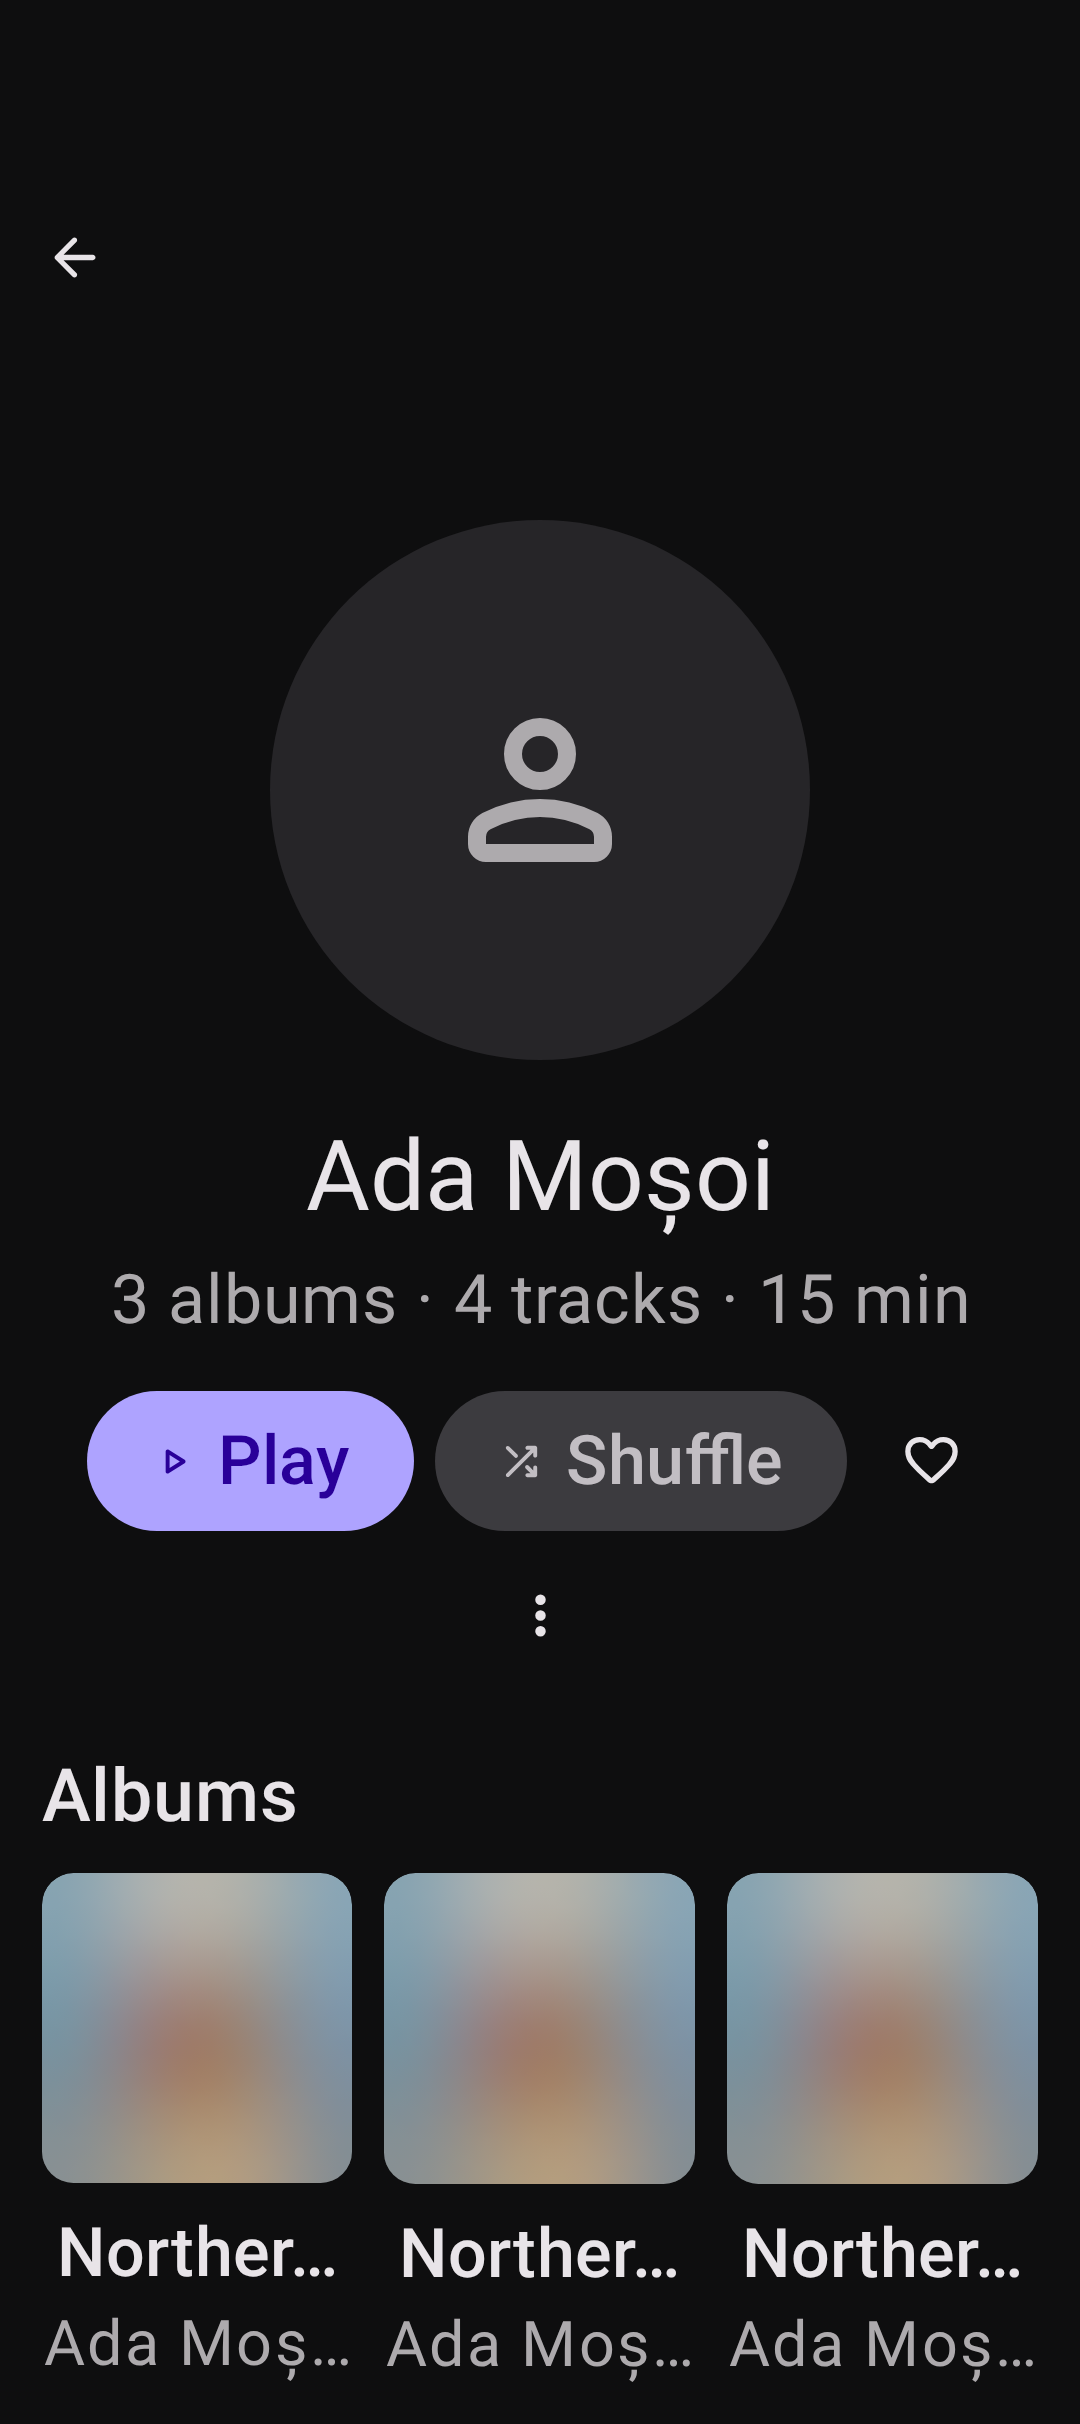 Ada Moșoi
3 albums · 4 tracks · 15 min
Play
Shuffle
Albums
Norther…
Norther…
Norther…
Ada Moș…
Ada Moș…
Ada Moș…